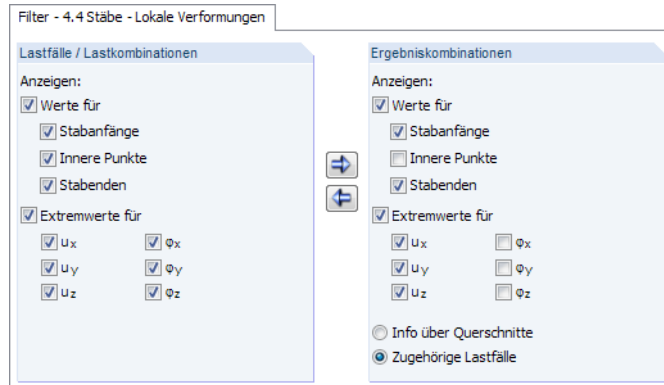 Filter - 4.4 Stäbe - Lokale Verformungen
Lastfälle / Lastkombinationen
Anzeigen:
Werte für
Stabanfänge
Innere Punkte
Stabenden
Extremwerte für
ux φx
uy φy
uz φz
Ergebniskombinationen
Anzeigen:
Werte für
Stabanfänge
Innere Punkte
Stabenden
Extremwerte für
ux φx
uy φy
uz φz
Info über Querschnitte
Zugehörige Lastfälle